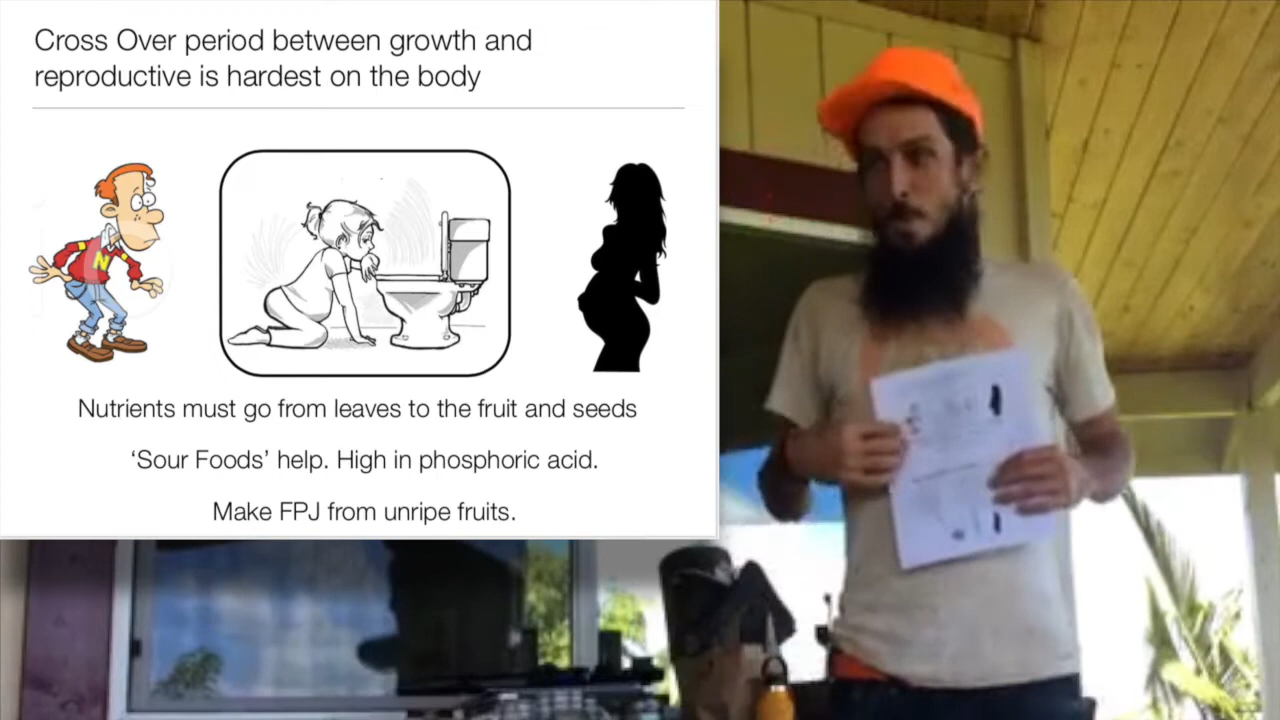 Cross Over period between growth and
reproductive is hardest on the body
N
Nutrients must go from leaves to the fruit and seeds
‘Sour Foods’ help. High in phosphoric acid.
Make FPJ from unripe fruits.